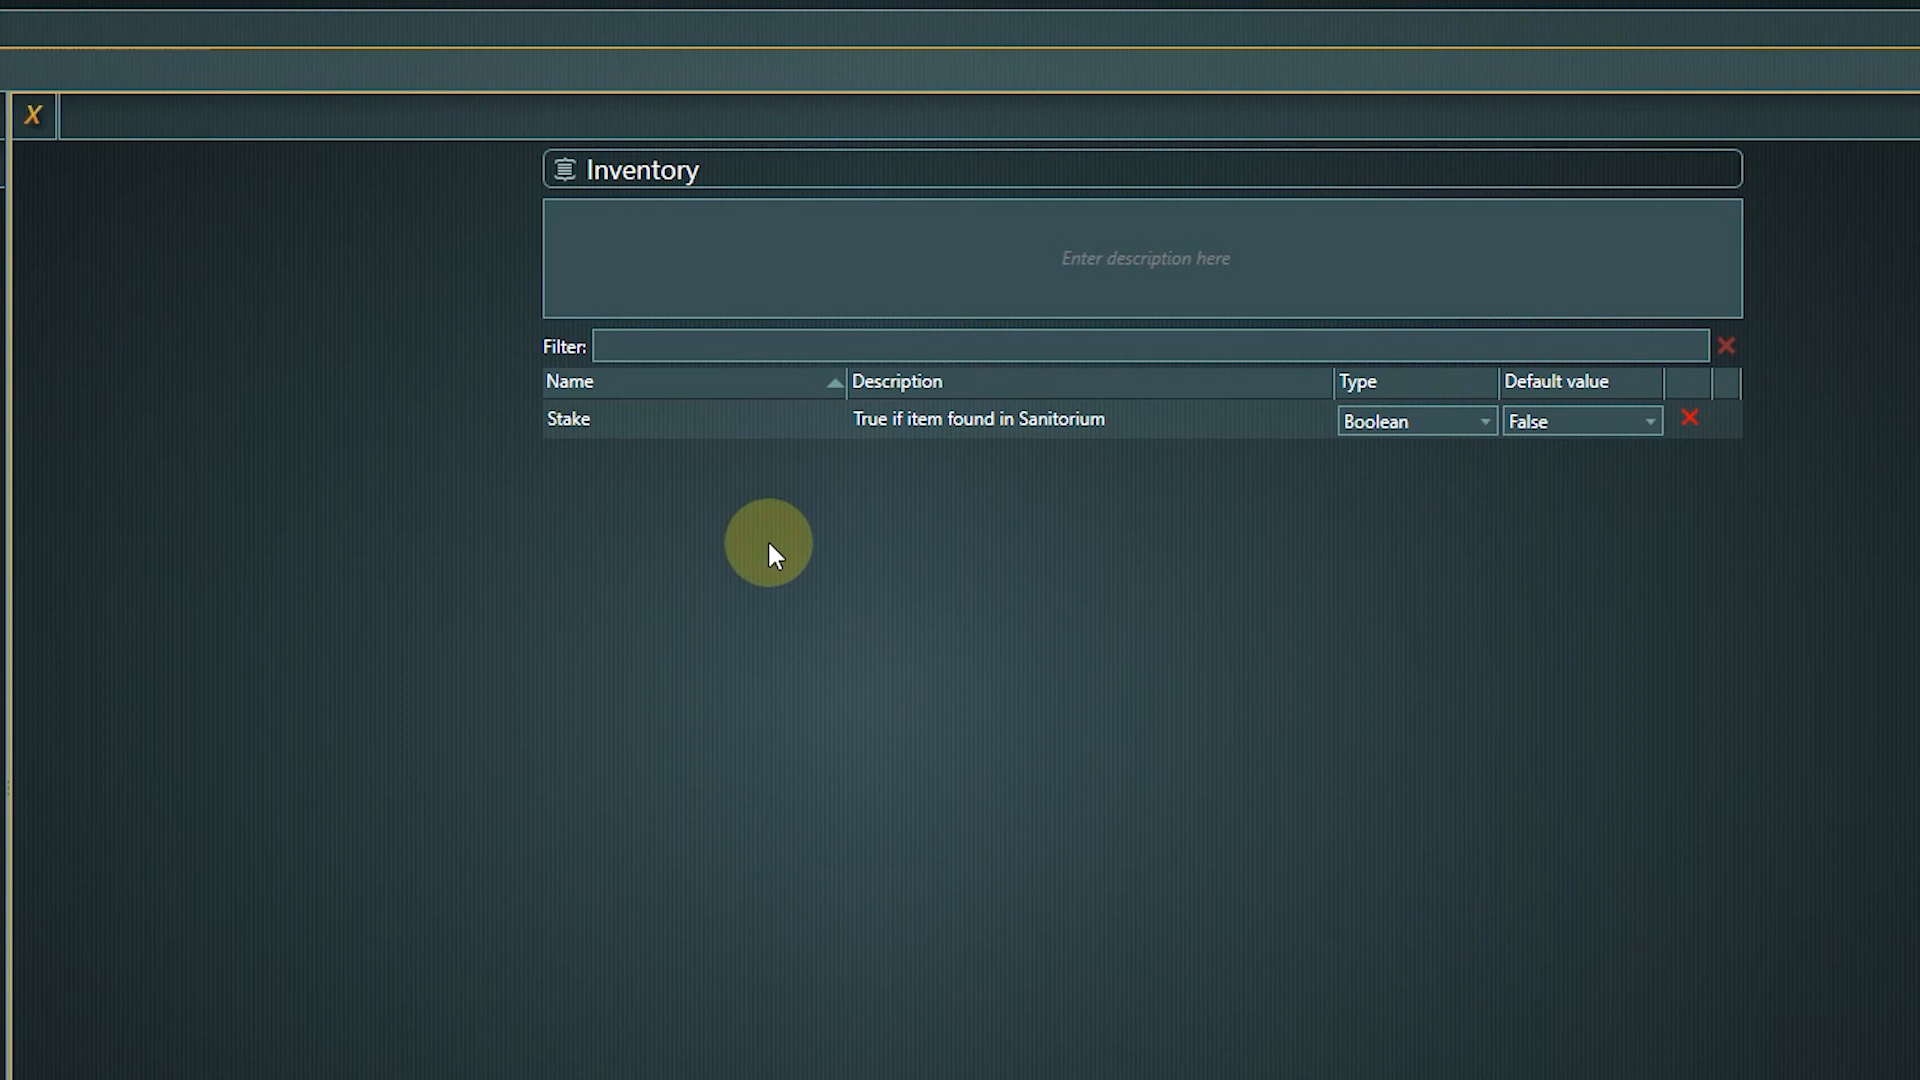 X
Inventory
Enter description here
Filter:
Name Description Type Default value
Stake True if item found in Sanitorium Boolean False